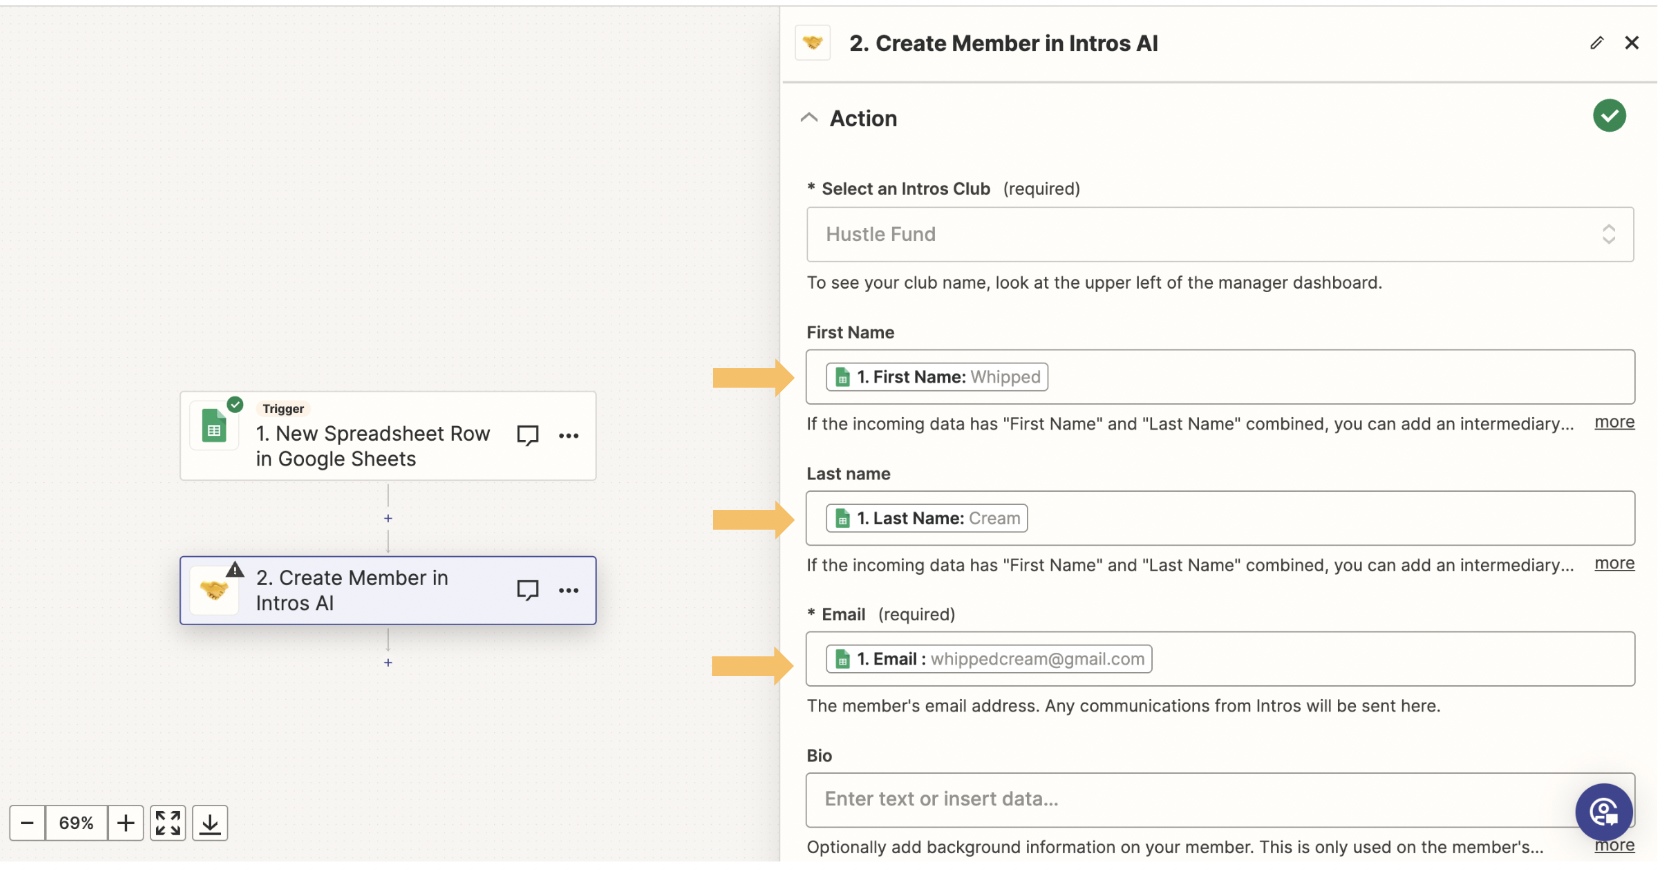 Trigger
1. New Spreadsheet Row
in Google Sheets
+
2. Create Member in
Intros AI
+
− 69% +
2. Create Member in Intros AI
Action
* Select an Intros Club (required)
Hustle Fund
To see your club name, look at the upper left of the manager dashboard.
First Name
1. First Name: Whipped
If the incoming data has "First Name" and "Last Name" combined, you can add an intermediary... more
Last name
1. Last Name: Cream
If the incoming data has "First Name" and "Last Name" combined, you can add an intermediary... more
* Email (required)
1. Email : whippedcream@gmail.com
The member's email address. Any communications from Intros will be sent here.
Bio
Enter text or insert data...
Optionally add background information on your member. This is only used on the member's... more